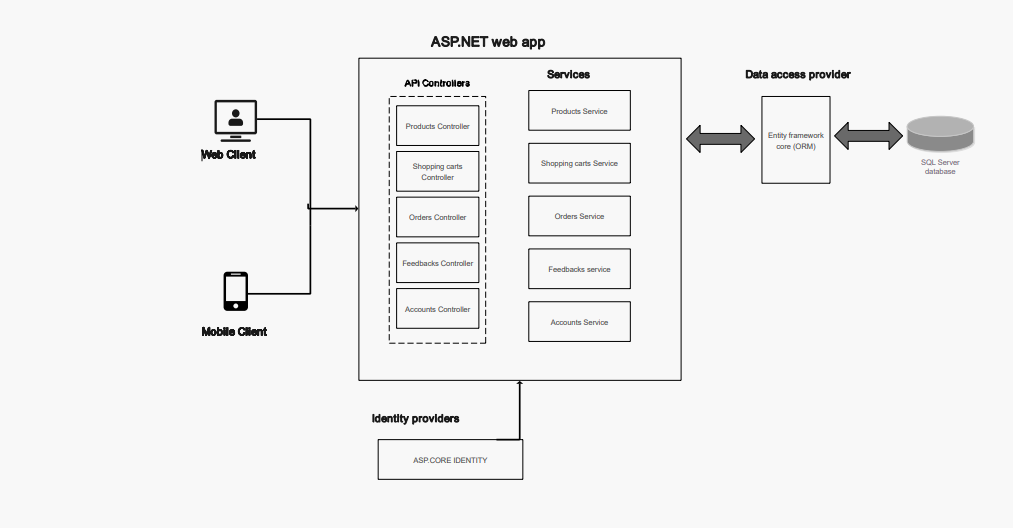 ASP.NET web app
API Controllers
Products Controller
Shopping carts
Controller
Orders Controller
Feedbacks Controller
Accounts Controller
Services
Products Service
Shopping carts Service
Orders Service
Feedbacks service
Accounts Service
Data access provider
Entity framework
core (ORM)
SQL Server
database
Web Client
Mobile Client
Identity providers
ASP.CORE IDENTITY